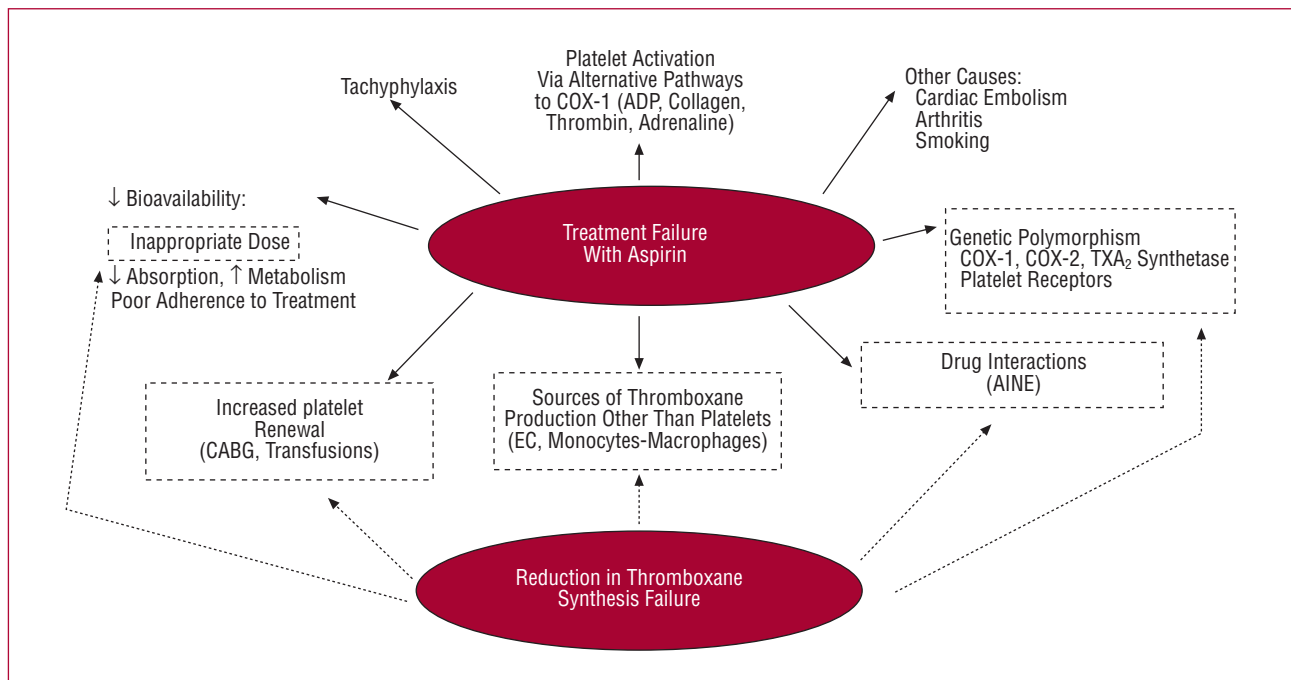 Tachyphylaxis
Platelet Activation
Via Alternative Pathways
to COX-1 (ADP, Collagen,
Thrombin, Adrenaline)
Other Causes:
Cardiac Embolism
Arthritis
Smoking
↓ Bioavailability:
Inappropriate Dose
↓ Absorption, ↑ Metabolism
Poor Adherence to Treatment
Treatment Failure
With Aspirin
Genetic Polymorphism
COX-1, COX-2, TXA₂ Synthetase
Platelet Receptors
Increased platelet
Renewal
(CABG, Transfusions)
Sources of Thromboxane
Production Other Than Platelets
(EC, Monocytes-Macrophages)
Drug Interactions
(AINE)
Reduction in Thromboxane
Synthesis Failure